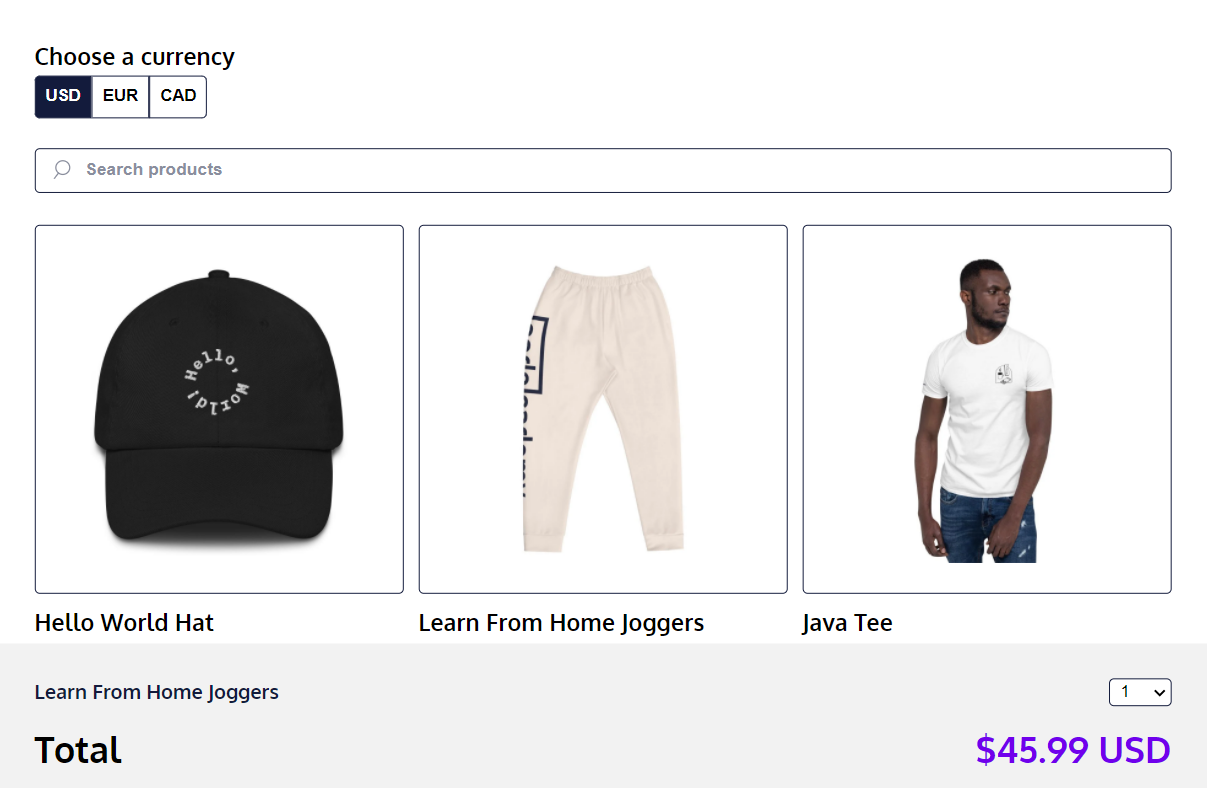 Choose a currency
USD EUR CAD
Search products
Hello, World!
Hello World Hat
Learn From Home Joggers
Java Tee
Learn From Home Joggers
1
Total
$45.99 USD